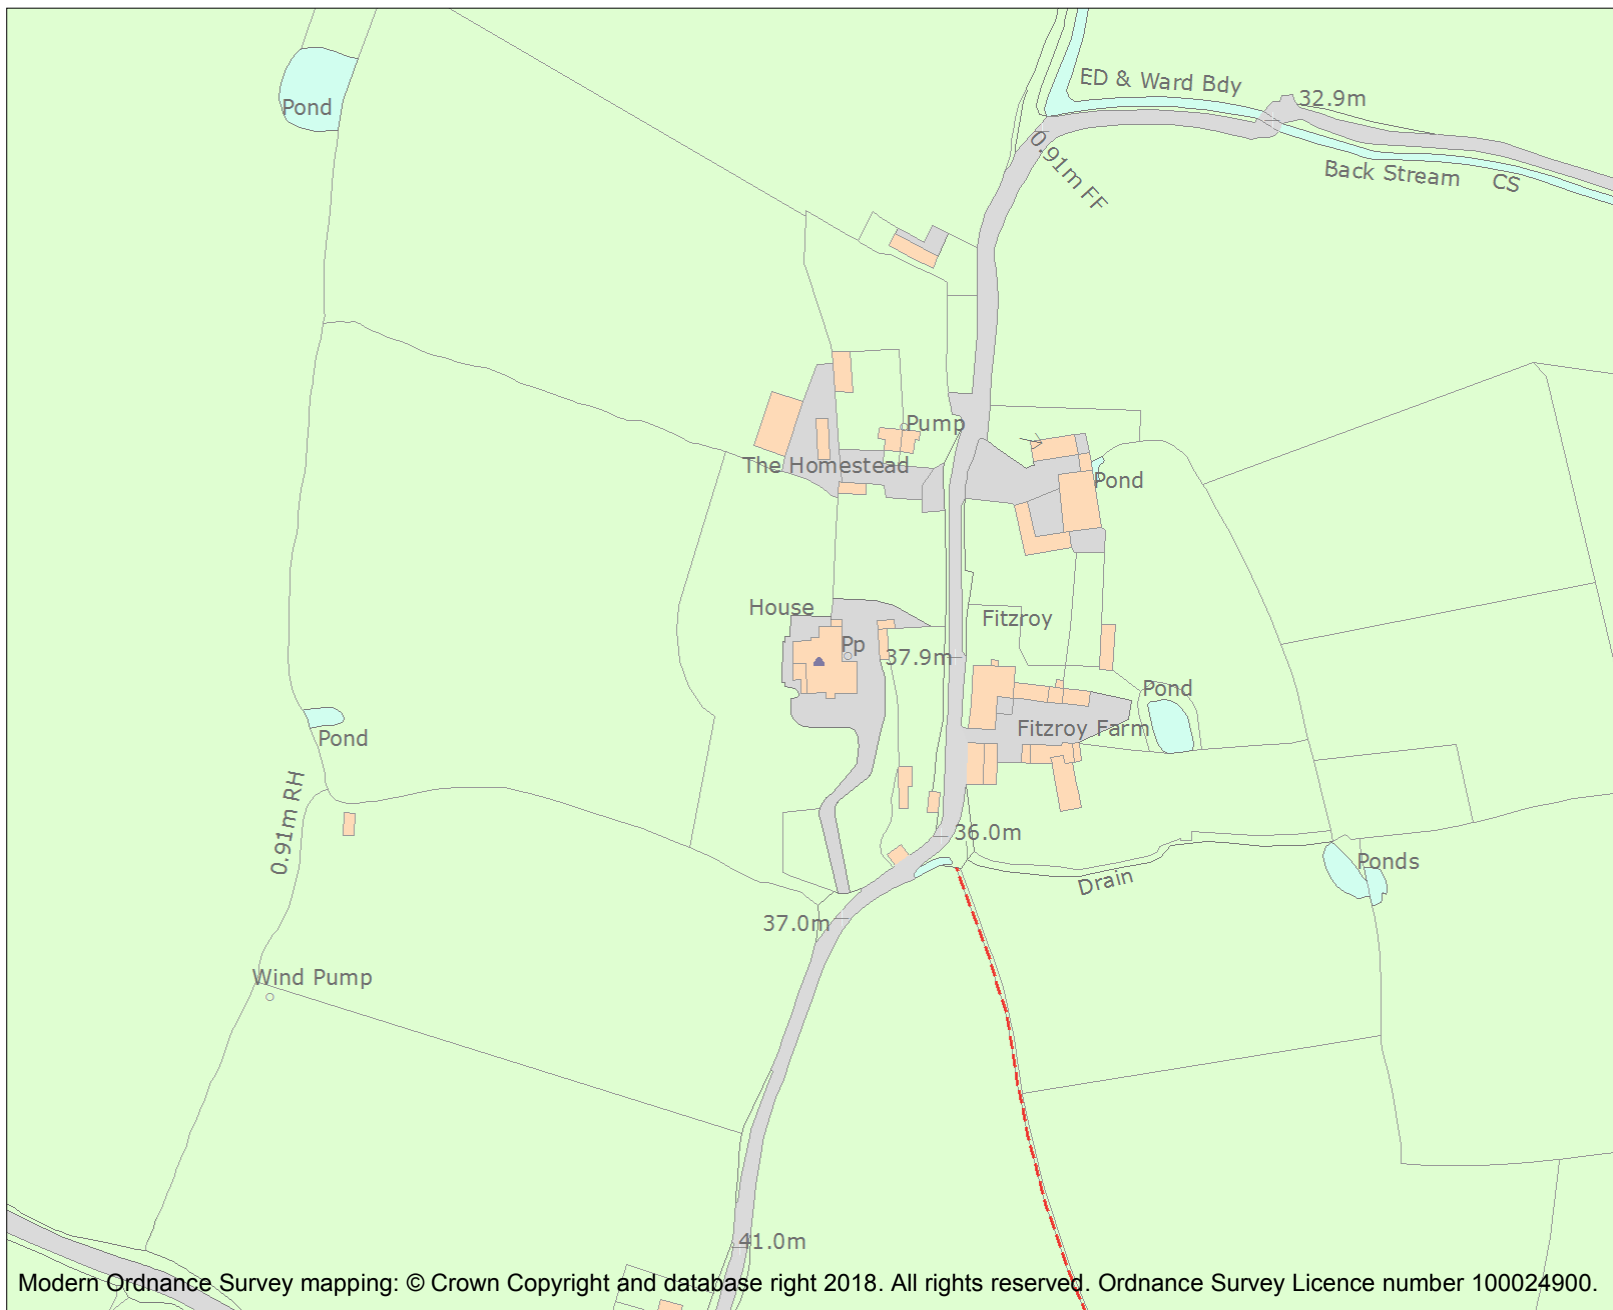 ED & Ward Bdy
32.9m
Pond
0.91m FF
Back Stream CS
Pump
The Homestead
Pond
House
Fitzroy
Pp
37.9m
Pond
Fitzroy Farm
Pond
0.91m RH
36.0m
Ponds
Drain
37.0m
Wind Pump
41.0m
Modern Ordnance Survey mapping: © Crown Copyright and database right 2018. All rights reserved. Ordnance Survey Licence number 100024900.